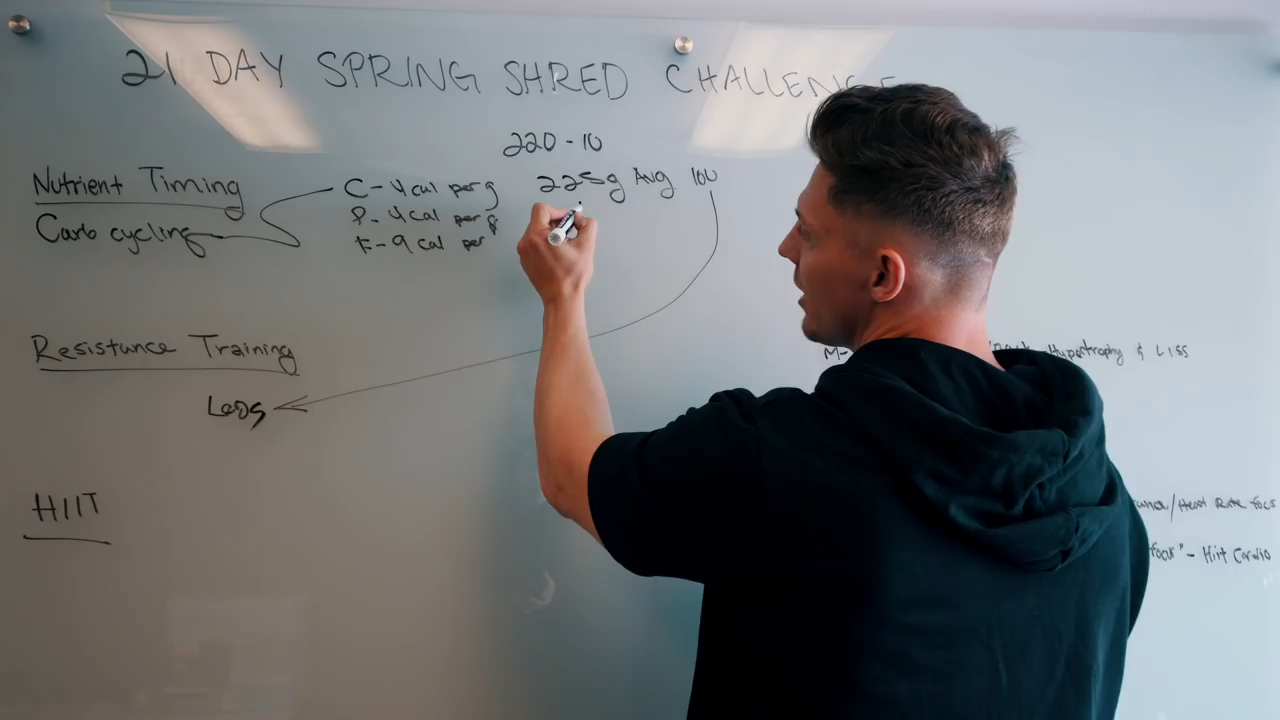 21 DAY SPRING SHRED CHALLENGE
220 - 10
Nutrient Timing
C - 4 cal per g
225g Avg 100
Carb cycling
P - 4 cal per g
F - 9 cal per
Resistance Training
Hypertrophy & LISS
Legs
HIIT
/Heart Rate focs
focus" - Hiit Cardio